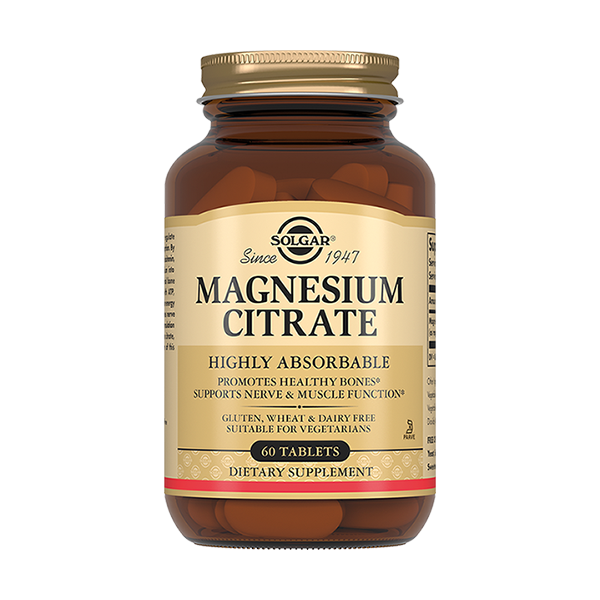 SOLGAR®
Since 1947
MAGNESIUM
CITRATE
HIGHLY ABSORBABLE
PROMOTES HEALTHY BONES®
SUPPORTS NERVE & MUSCLE FUNCTION®
GLUTEN, WHEAT & DAIRY FREE
SUITABLE FOR VEGETARIANS
PARVE
60 TABLETS
DIETARY SUPPLEMENT